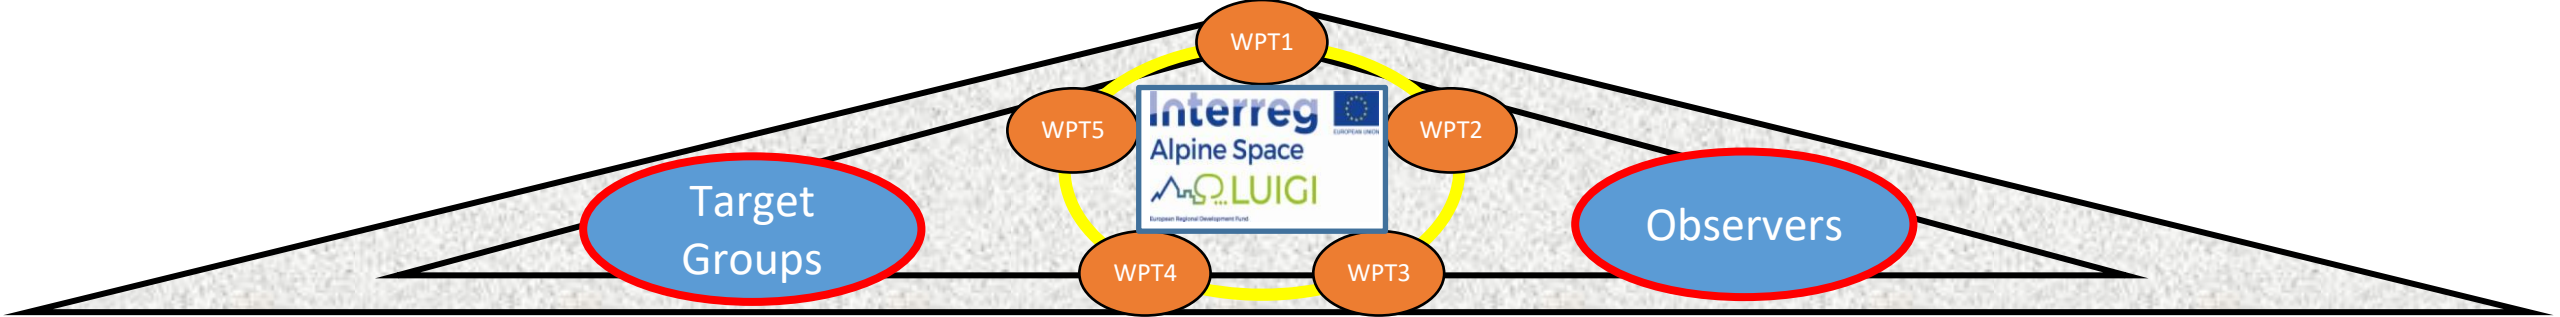 WPT1
WPT5
Interreg
EUROPEAN UNION
Alpine Space
LUIGI
European Regional Development Fund
WPT2
Target
Groups
Observers
WPT4
WPT3